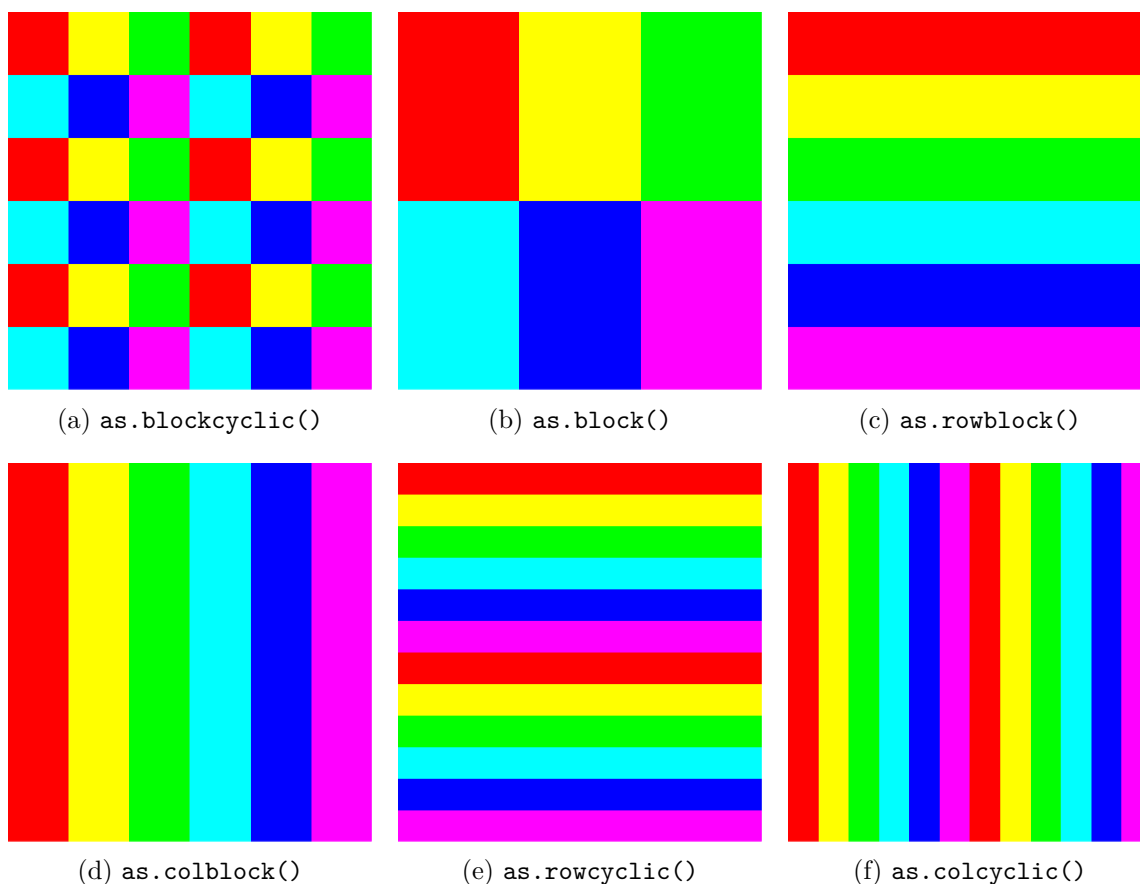 (a) as.blockcyclic()
(b) as.block()
(c) as.rowblock()
(d) as.colblock()
(e) as.rowcyclic()
(f) as.colcyclic()